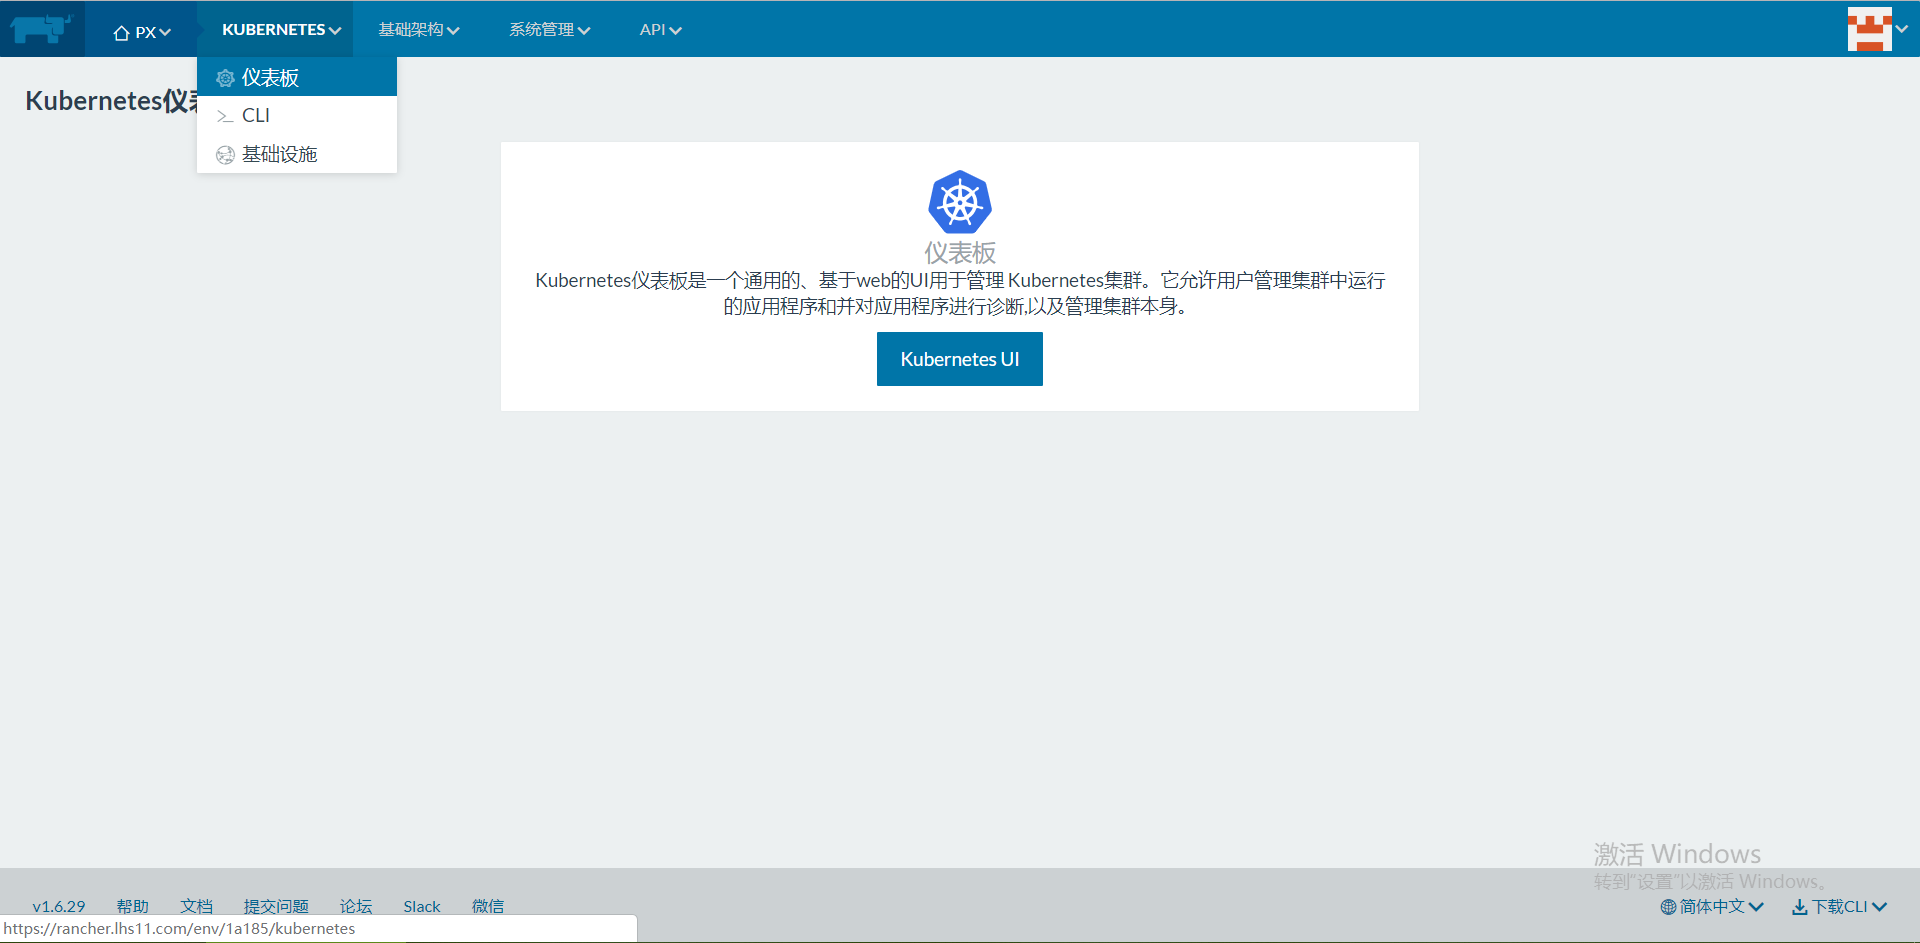 PX
KUBERNETES
基础架构
系统管理
API
仪表板
CLI
基础设施
Kubernetes仪
仪表板
Kubernetes仪表板是一个通用的、基于web的UI用于管理 Kubernetes集群。它允许用户管理集群中运行
的应用程序和并对应用程序进行诊断,以及管理集群本身。
Kubernetes UI
激活 Windows
转到"设置"以激活 Windows。
v1.6.29
帮助
文档
提交问题
论坛
Slack
微信
简体中文
下载CLI
https://rancher.lhs11.com/env/1a185/kubernetes